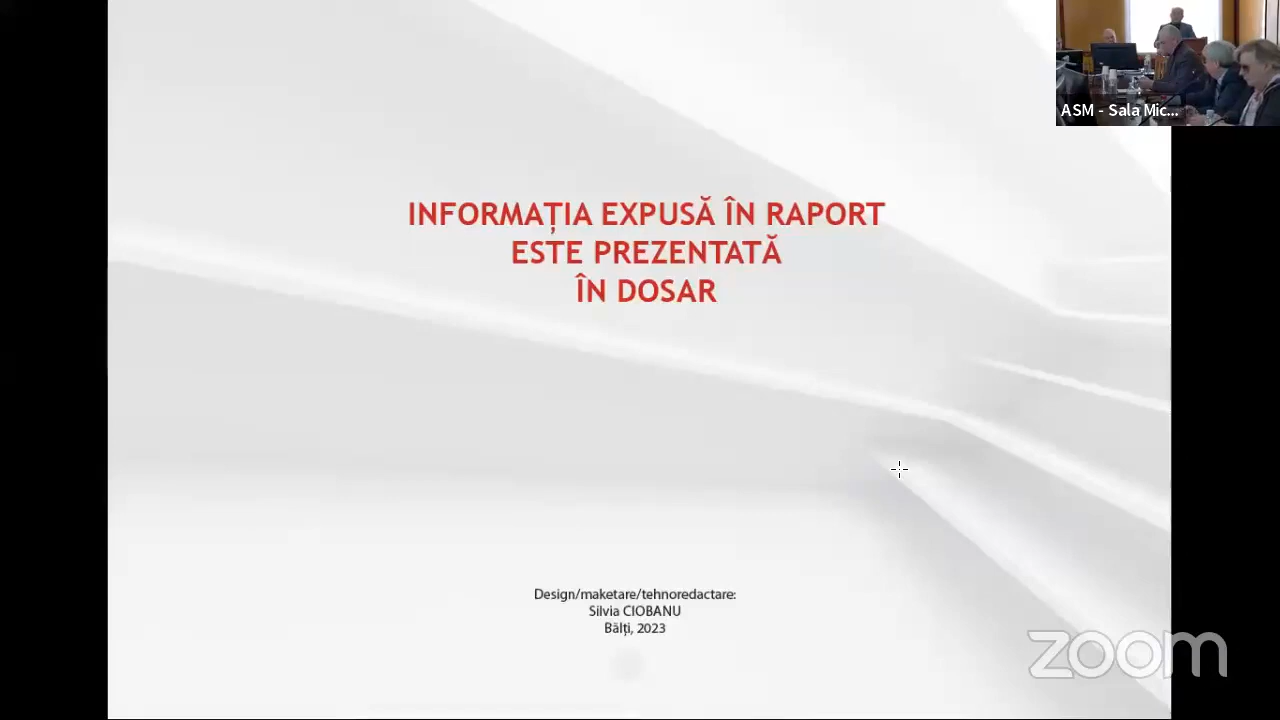 ASM - Sala Mic...
INFORMAȚIA EXPUSĂ ÎN RAPORT
ESTE PREZENTATĂ
ÎN DOSAR
Design/maketare/tehnoredactare:
Silvia CIOBANU
Bălți, 2023
zoom